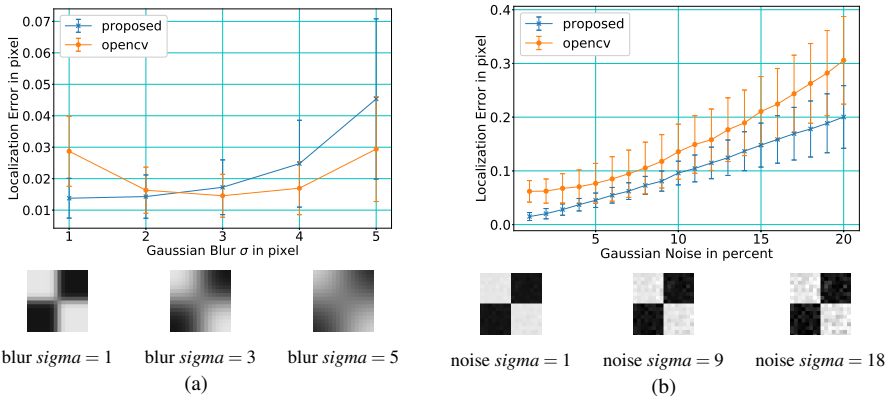 0.07
0.06
0.05
0.04
0.03
0.02
0.01
Localization Error in pixel
proposed
opencv
1 2 3 4 5
Gaussian Blur σ in pixel
blur sigma = 1 blur sigma = 3 blur sigma = 5
(a)
0.4
0.3
0.2
0.1
0.0
Localization Error in pixel
proposed
opencv
5 10 15 20
Gaussian Noise in percent
noise sigma = 1 noise sigma = 9 noise sigma = 18
(b)